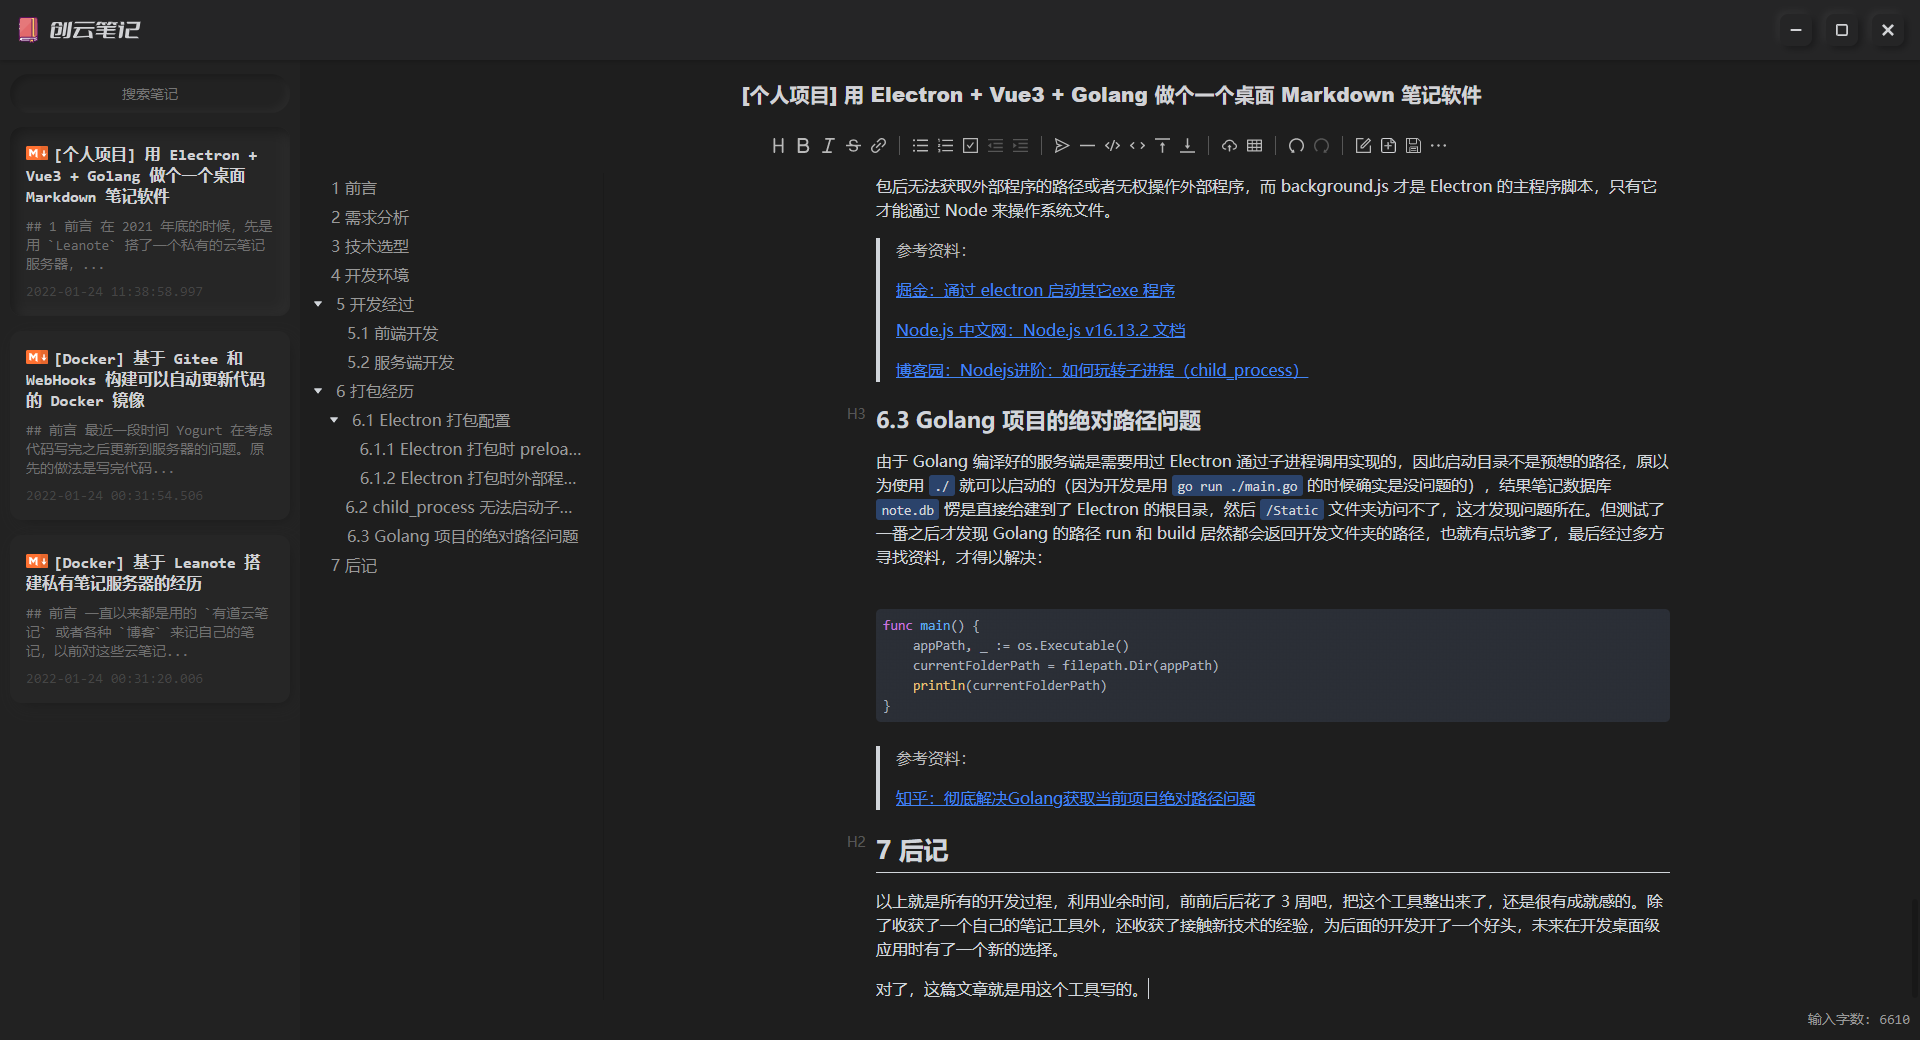 创云笔记
搜索笔记
[个人项目] 用 Electron +
Vue3 + Golang 做个一个桌面
Markdown 笔记软件
## 1 前言 在 2021 年底的时候，先是
用 `Leanote` 搭了一个私有的云笔记
服务器，...
2022-01-24 11:38:58.997
[Docker] 基于 Gitee 和
WebHooks 构建可以自动更新代码
的 Docker 镜像
## 前言 最近一段时间 Yogurt 在考虑
代码写完之后更新到服务器的问题。原
先的做法是写完代码...
2022-01-24 00:31:54.506
[Docker] 基于 Leanote 搭
建私有笔记服务器的经历
## 前言 一直以来都是用的 `有道云笔
记` 或者各种 `博客` 来记自己的笔
记，以前对这些云笔记...
2022-01-24 00:31:20.006
1 前言
2 需求分析
3 技术选型
4 开发环境
5 开发经过
5.1 前端开发
5.2 服务端开发
6 打包经历
6.1 Electron 打包配置
6.1.1 Electron 打包时 preloa...
6.1.2 Electron 打包时外部程...
6.2 child_process 无法启动子...
6.3 Golang 项目的绝对路径问题
7 后记
[个人项目] 用 Electron + Vue3 + Golang 做个一个桌面 Markdown 笔记软件
包后无法获取外部程序的路径或者无权操作外部程序，而 background.js 才是 Electron 的主程序脚本，只有它
才能通过 Node 来操作系统文件。
参考资料：
掘金：通过 electron 启动其它exe 程序
Node.js 中文网：Node.js v16.13.2 文档
博客园：Nodejs进阶：如何玩转子进程（child_process）
H3 6.3 Golang 项目的绝对路径问题
由于 Golang 编译好的服务端是需要用过 Electron 通过子进程调用实现的，因此启动目录不是预想的路径，原以
为使用 ./ 就可以启动的（因为开发是用 go run ./main.go 的时候确实是没问题的），结果笔记数据库
note.db 愣是直接给建到了 Electron 的根目录，然后 /Static 文件夹访问不了，这才发现问题所在。但测试了
一番之后才发现 Golang 的路径 run 和 build 居然都会返回开发文件夹的路径，也就有点坑爹了，最后经过多方
寻找资料，才得以解决：
func main() {
    appPath, _ := os.Executable()
    currentFolderPath = filepath.Dir(appPath)
    println(currentFolderPath)
}
参考资料：
知乎：彻底解决Golang获取当前项目绝对路径问题
H2 7 后记
以上就是所有的开发过程，利用业余时间，前前后后花了 3 周吧，把这个工具整出来了，还是很有成就感的。除
了收获了一个自己的笔记工具外，还收获了接触新技术的经验，为后面的开发开了一个好头，未来在开发桌面级
应用时有了一个新的选择。
对了，这篇文章就是用这个工具写的。
输入字数：6610